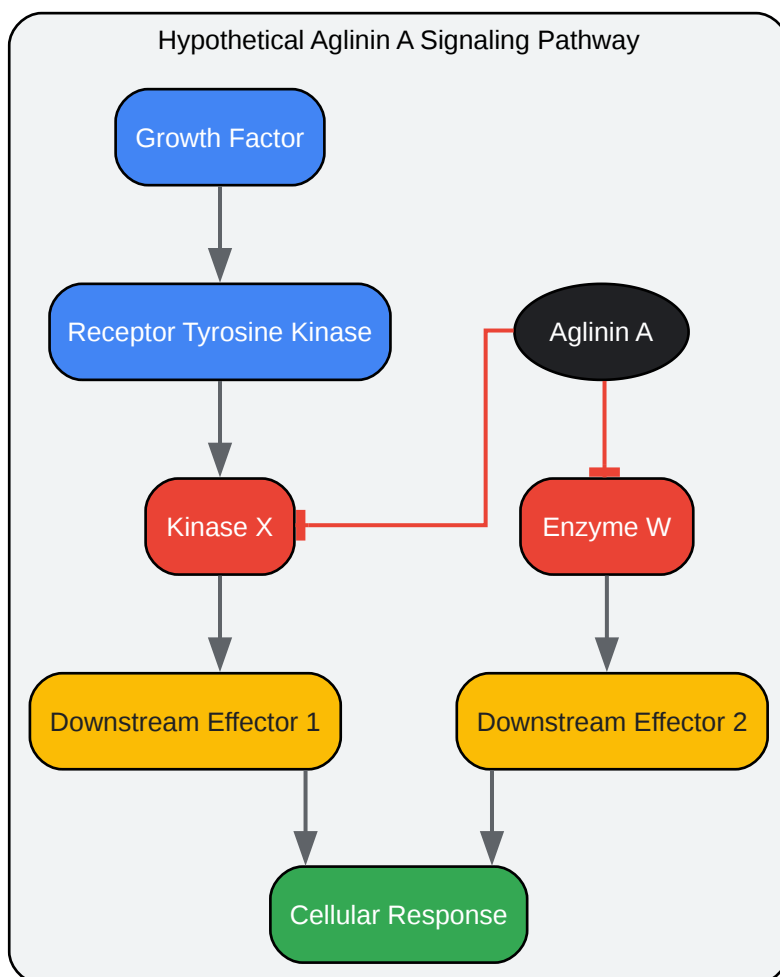 Hypothetical Aglinin A Signaling Pathway
Growth Factor
Receptor Tyrosine Kinase
Aglinin A
Kinase X
Enzyme W
Downstream Effector 1
Downstream Effector 2
Cellular Response